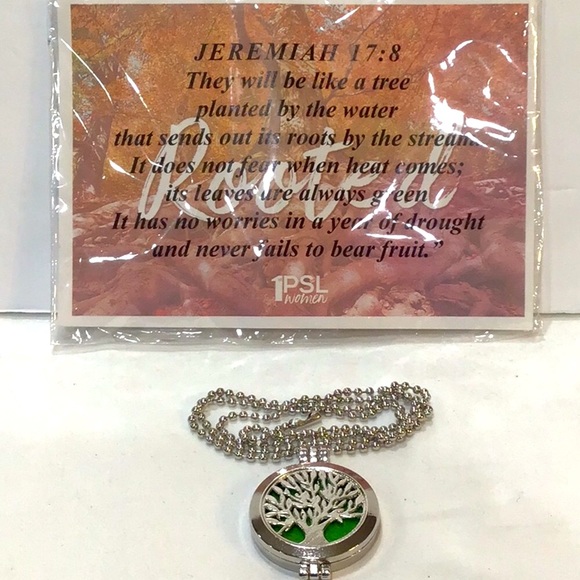 JEREMIAH 17:8
They will be like a tree
planted by the water
that sends out its roots by the stream.
It does not fear when heat comes;
its leaves are always green
It has no worries in a year of drought
and never fails to bear fruit."
Rooted
1PSL
women